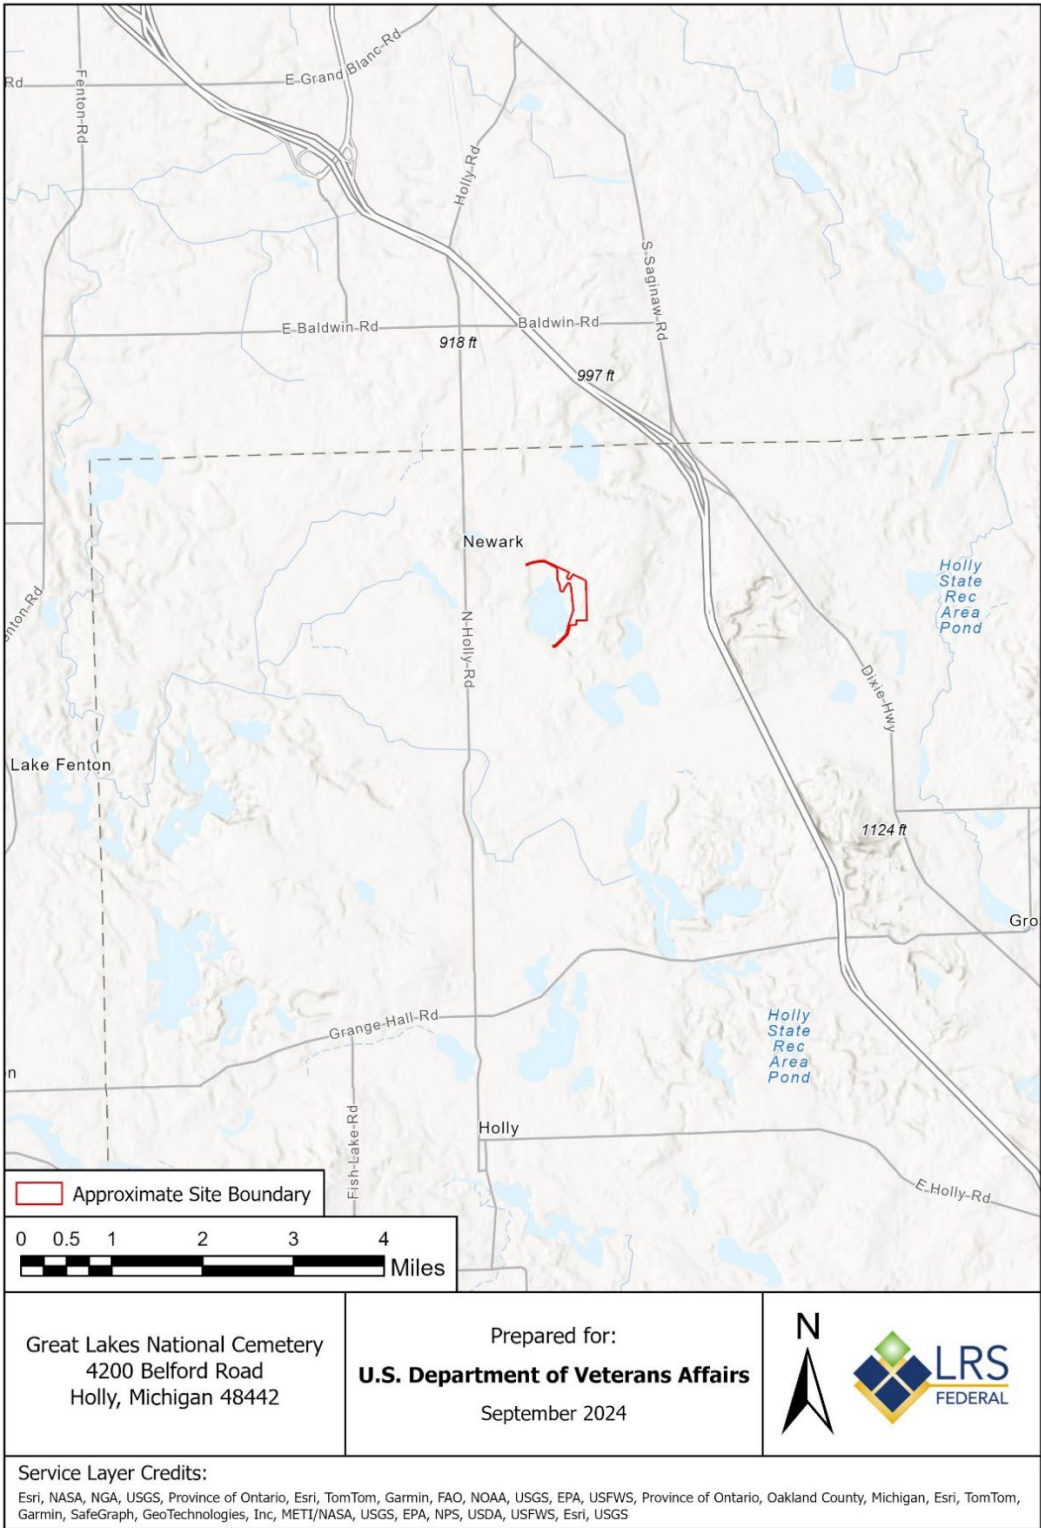 E-Grand Blanc-Rd
Rd
Fenton-Rd
Holly-Rd
S-Saginaw-Rd
E-Baldwin-Rd
Baldwin-Rd
918 ft
997 ft
Newark
Holly
State
Rec
Area
Pond
N-Holly-Rd
Dixie-Hwy
Lake Fenton
1124 ft
Grange-Hall-Rd
Holly
State
Rec
Area
Pond
Holly
Fish-Lake-Rd
E-Holly-Rd
Approximate Site Boundary
0 0.5 1 2 3 4
Miles
Great Lakes National Cemetery
4200 Belford Road
Holly, Michigan 48442
Prepared for:
U.S. Department of Veterans Affairs
September 2024
N
LRS
FEDERAL
Service Layer Credits:
Esri, NASA, NGA, USGS, Province of Ontario, Esri, TomTom, Garmin, FAO, NOAA, USGS, EPA, USFWS, Province of Ontario, Oakland County, Michigan, Esri, TomTom,
Garmin, SafeGraph, GeoTechnologies, Inc, METI/NASA, USGS, EPA, NPS, USDA, USFWS, Esri, USGS